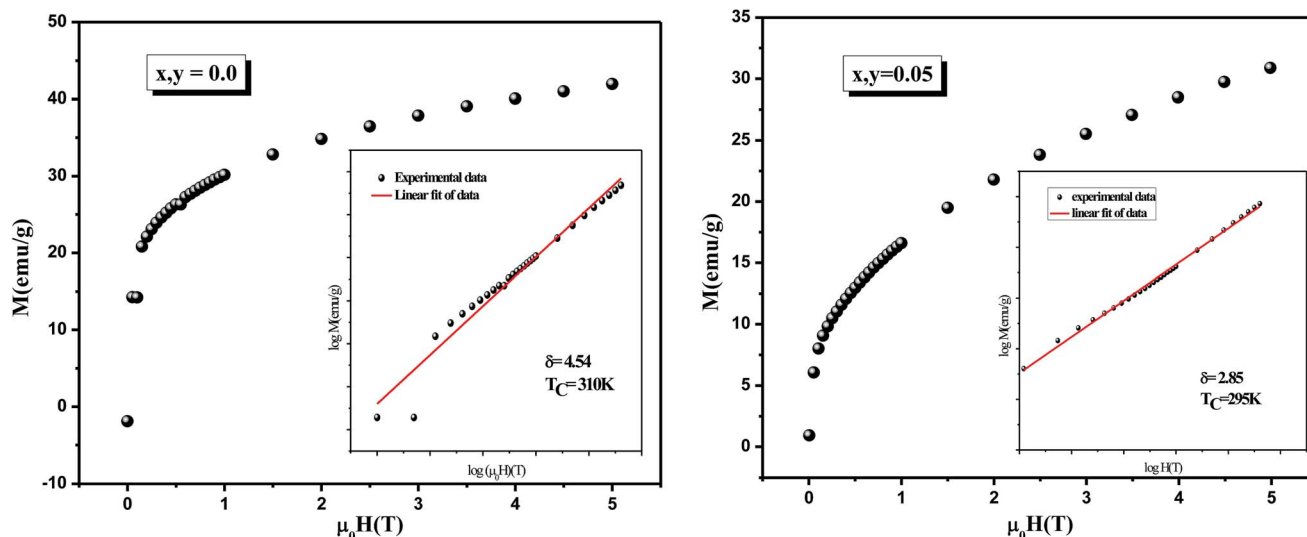 50
40
30
20
10
0
-10
M(emu/g)
x,y = 0.0
Experimental data
Linear fit of data
log M(emu/g)
δ=4.54
T_C=310K
log (μ₀H)(T)
0 1 2 3 4 5
μ₀H(T)
35
30
25
20
15
10
5
0
M(emu/g)
x,y=0.05
experimental data
linear fit of data
log M(emu/g)
δ=2.85
T_C=295K
log H(T)
0 1 2 3 4 5
μ₀H(T)